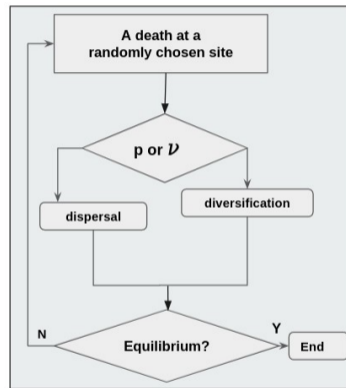 A death at a
randomly chosen site
p or ν
dispersal
diversification
N
Equilibrium?
Y
End